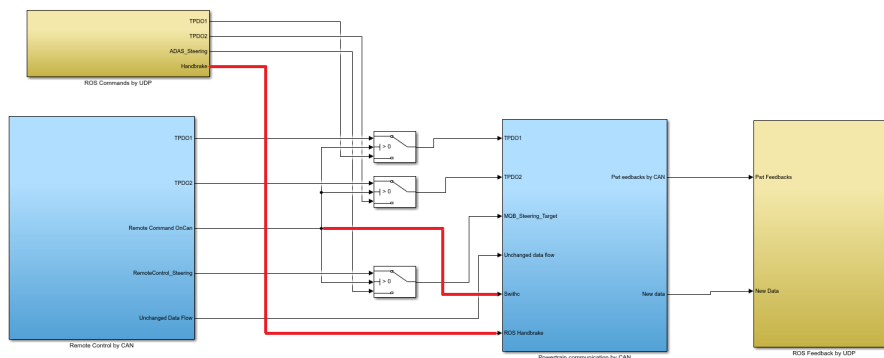 TPDO1
TPDO2
ADAS_Steering
Handbrake
ROS Commands by UDP
TPDO1
TPDO2
Remote Command OnCan
RemoteControl_Steering
Unchanged Data Flow
Remote Control by CAN
> 0
> 0
> 0
TPDO1
TPDO2
MQB_Steering_Target
Unchanged data flow
Swithc
ROS Handbrake
Pwt eedbacks by CAN
New data
Powertrain communication by CAN
Pwt Feedbacks
New Data
ROS Feedback by UDP